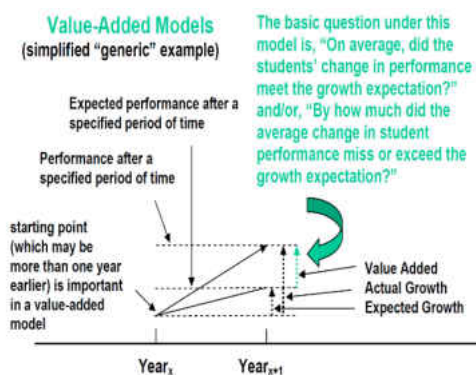 Value-Added Models
(simplified “generic” example)
The basic question under this
model is, “On average, did the
students’ change in performance
meet the growth expectation?”
and/or, “By how much did the
average change in student
performance miss or exceed the
growth expectation?”
Expected performance after a
specified period of time
Performance after a
specified period of time
starting point
(which may be
more than one year
earlier) is important
in a value-added
model
Value Added
Actual Growth
Expected Growth
Yearx
Yearx+1